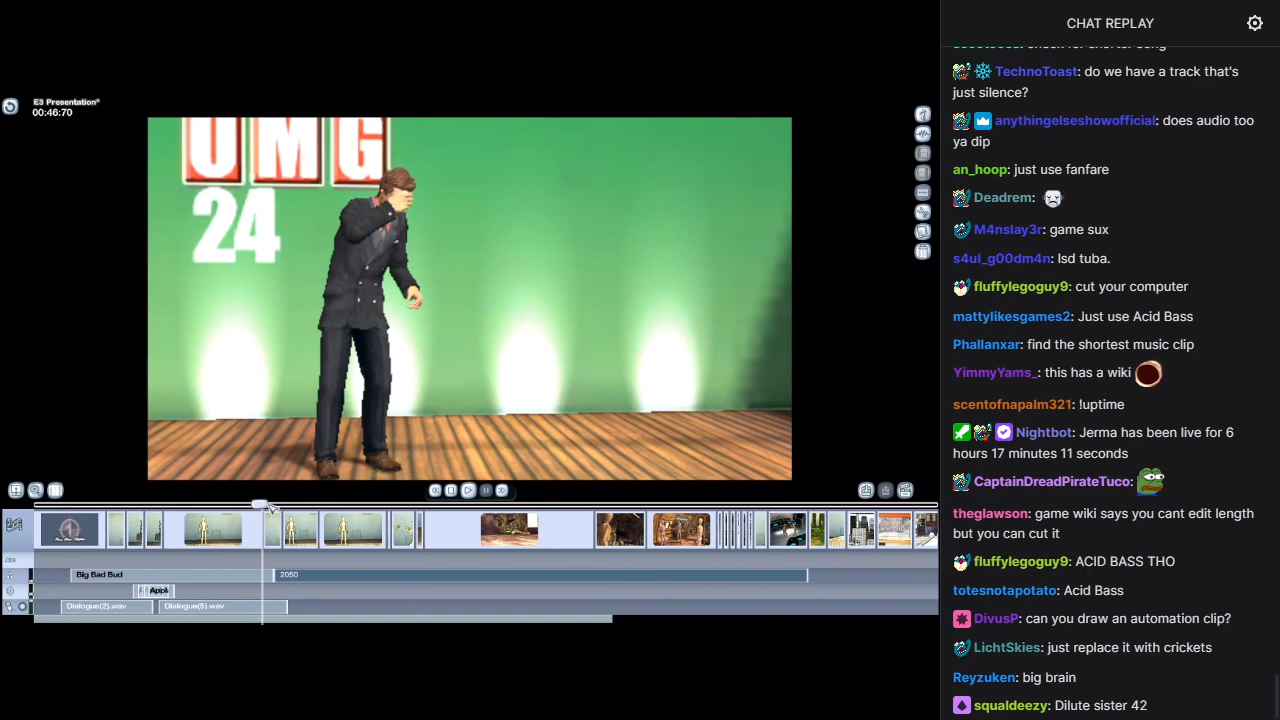 E3 Presentation*
00:46:70
OMG
24
Big Bad Bud
2050
Appl
Dialogue(2).wav
Dialogue(5).wav
CHAT REPLAY
TechnoToast: do we have a track that's
just silence?
anythingelseshowofficial: does audio too
ya dip
an_hoop: just use fanfare
Deadrem:
M4nslay3r: game sux
s4ul_g00dm4n: lsd tuba.
fluffylegoguy9: cut your computer
mattylikesgames2: Just use Acid Bass
Phallanxar: find the shortest music clip
YimmyYams_: this has a wiki
scentofnapalm321: !uptime
Nightbot: Jerma has been live for 6
hours 17 minutes 11 seconds
CaptainDreadPirateTuco:
theglawson: game wiki says you cant edit length
but you can cut it
fluffylegoguy9: ACID BASS THO
totesnotapotato: Acid Bass
DivusP: can you draw an automation clip?
LichtSkies: just replace it with crickets
Reyzuken: big brain
squaldeezy: Dilute sister 42